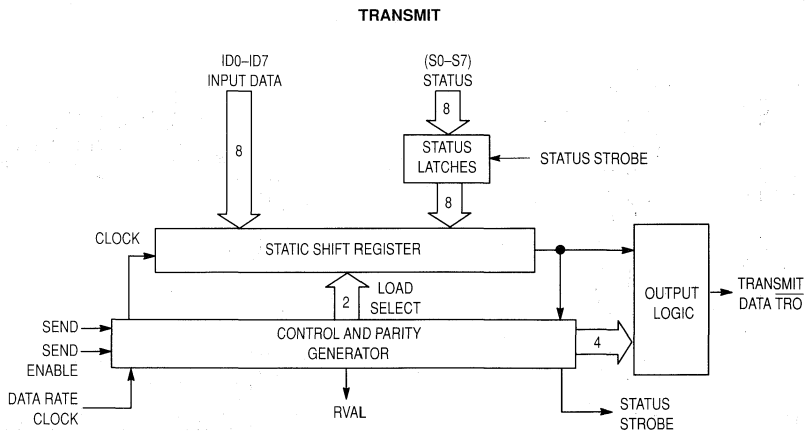 TRANSMIT
ID0–ID7
INPUT DATA
(S0–S7)
STATUS
8
8
STATUS
LATCHES
STATUS STROBE
8
CLOCK
STATIC SHIFT REGISTER
2
LOAD
SELECT
OUTPUT
LOGIC
TRANSMIT
DATA TRO
SEND
SEND
ENABLE
CONTROL AND PARITY
GENERATOR
4
DATA RATE
CLOCK
RVAL
STATUS
STROBE